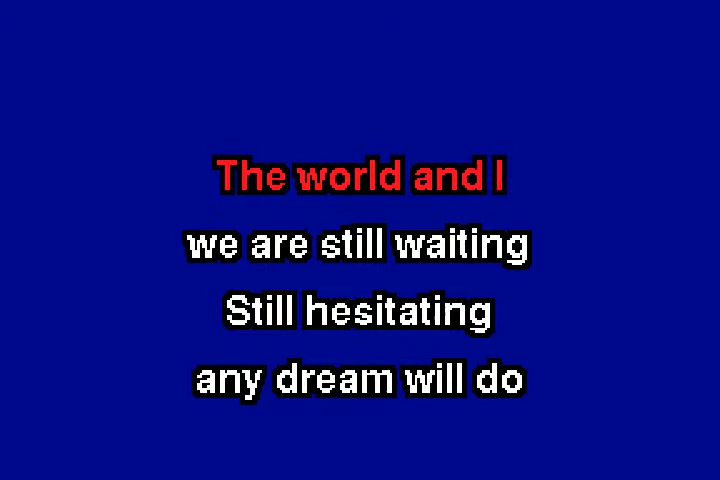 The world and I
we are still waiting
Still hesitating
any dream will do